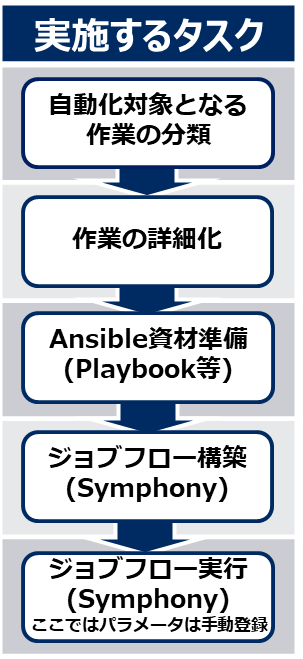 実施するタスク
自動化対象となる
作業の分類
作業の詳細化
Ansible資材準備
(Playbook等)
ジョブフロー構築
(Symphony)
ジョブフロー実行
(Symphony)
ここではパラメータは手動登録